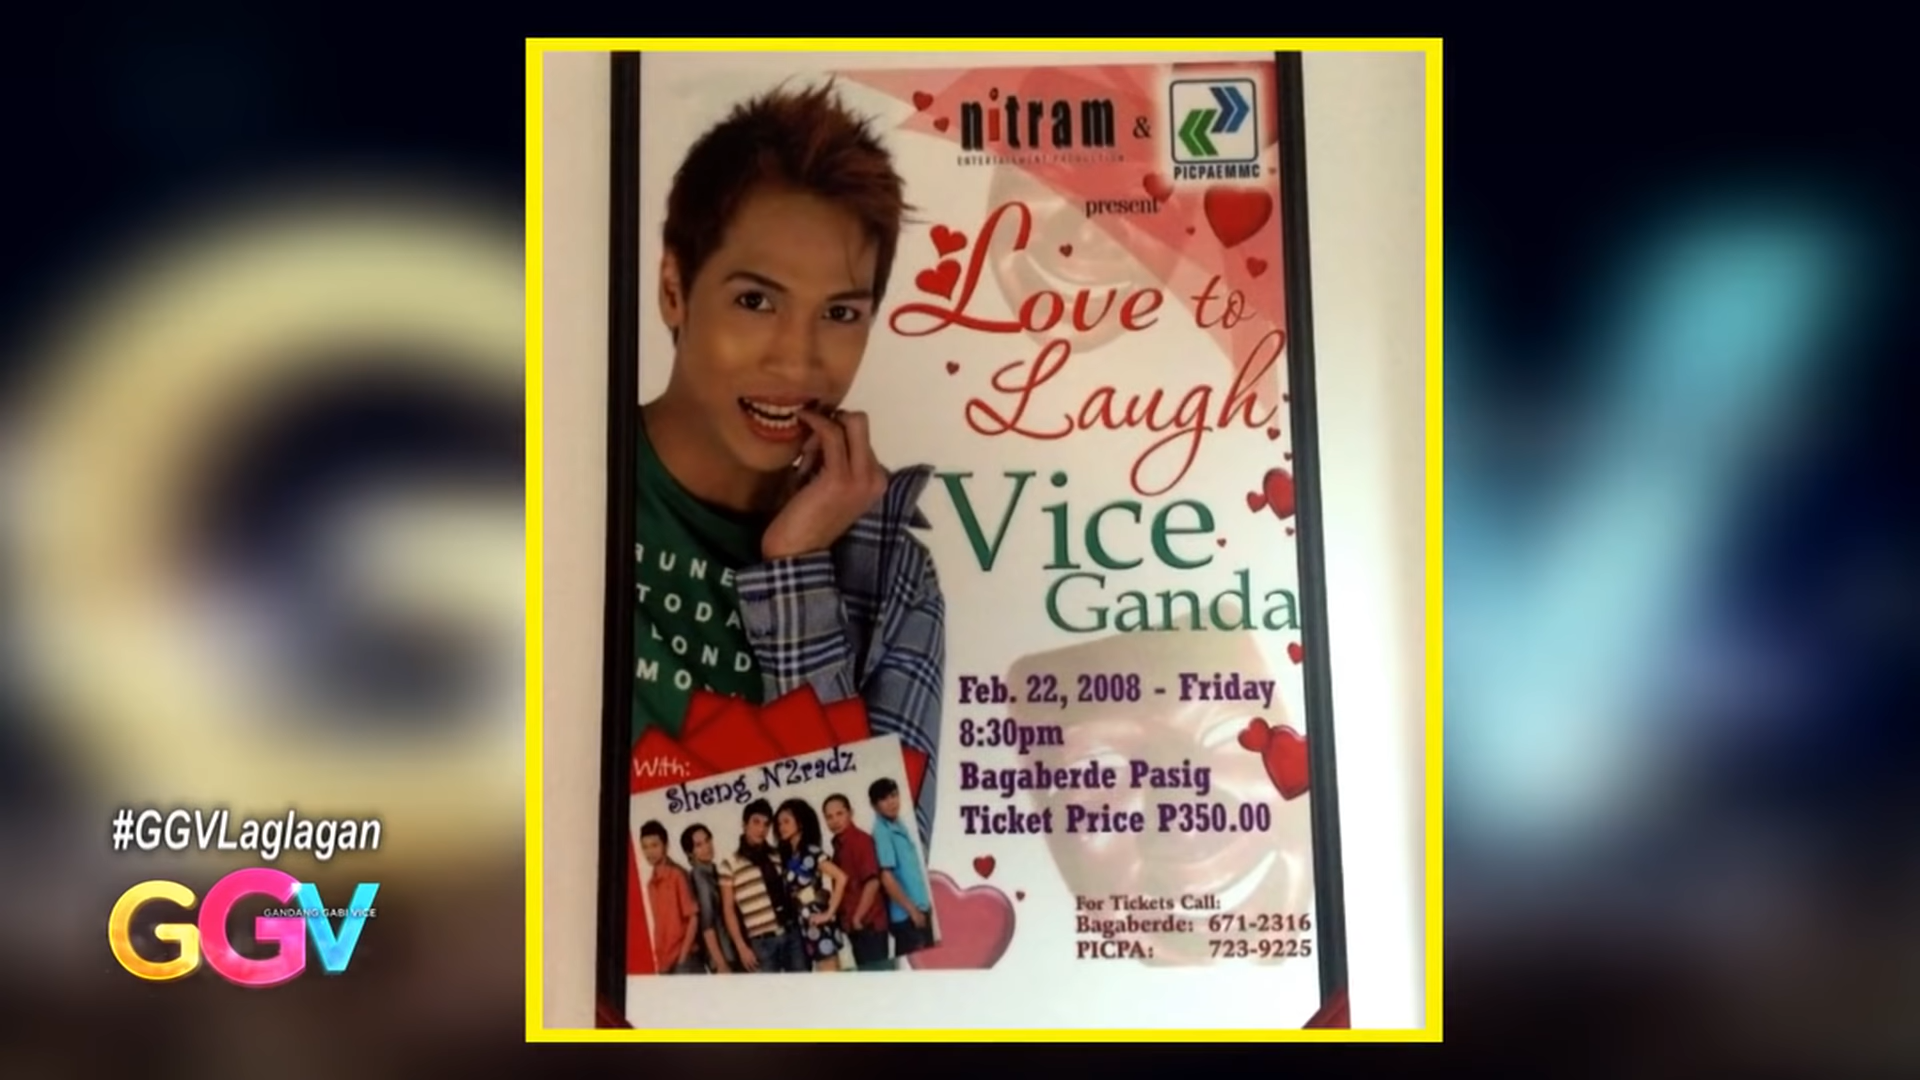 nitram &
ENTERTAINMENT PRODUCTION
PICPAEMMC
present
Love to
Laugh
Vice
Ganda
RUNE
TODA
LOND
MO
Feb. 22, 2008 - Friday
8:30pm
Bagaberde Pasig
Ticket Price P350.00
With:
Sheng N2radz
For Tickets Call:
Bagaberde: 671-2316
PICPA: 723-9225
#GGVLaglagan
GGV
GANDANG GABI VICE